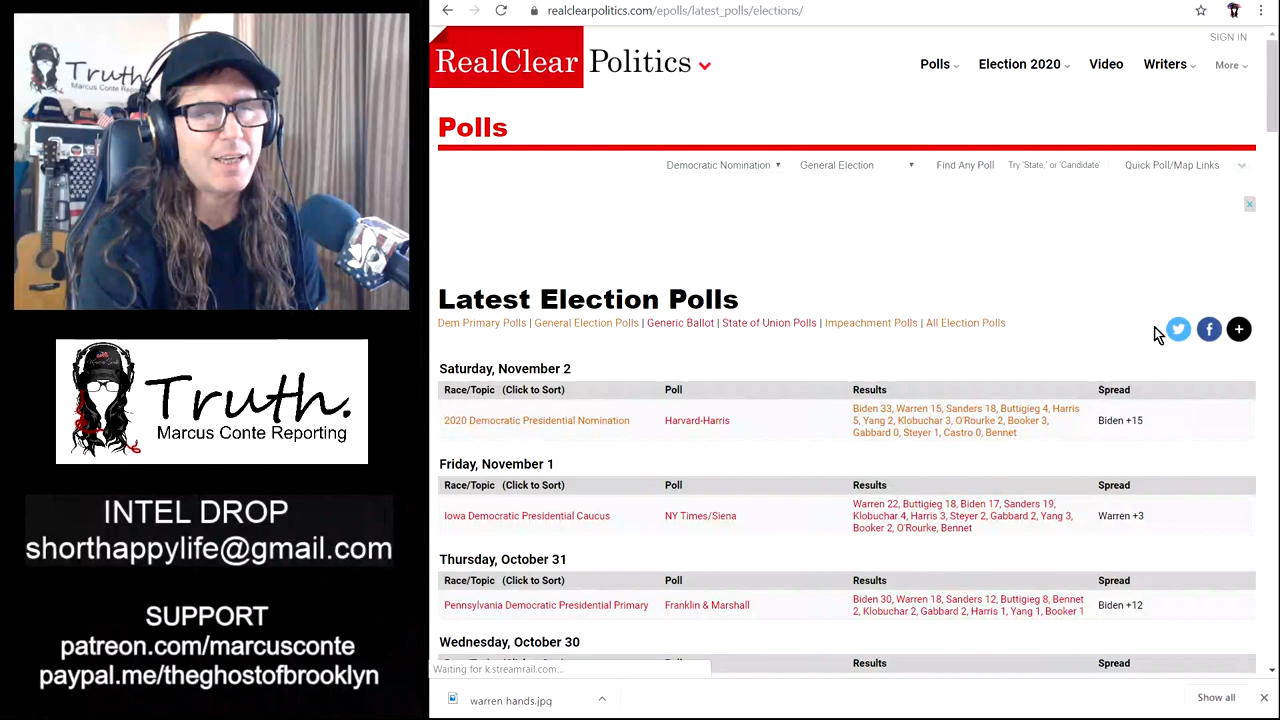 Truth.
Marcus Conte Reporting
Truth.
Marcus Conte Reporting
INTEL DROP
shorthappylife@gmail.com
SUPPORT
patreon.com/marcusconte
paypal.me/theghostofbrooklyn
realclearpolitics.com/epolls/latest_polls/elections/
SIGN IN
RealClear Politics
Polls Election 2020 Video Writers More
Polls
Democratic Nomination General Election Find Any Poll Try 'State,' or 'Candidate' Quick Poll/Map Links
Latest Election Polls
Dem Primary Polls | General Election Polls | Generic Ballot | State of Union Polls | Impeachment Polls | All Election Polls
Saturday, November 2
Race/Topic (Click to Sort) Poll Results Spread
2020 Democratic Presidential Nomination Harvard-Harris Biden 33, Warren 15, Sanders 18, Buttigieg 4, Harris
5, Yang 2, Klobuchar 3, O'Rourke 2, Booker 3,
Gabbard 0, Steyer 1, Castro 0, Bennet
Biden +15
Friday, November 1
Race/Topic (Click to Sort) Poll Results Spread
Iowa Democratic Presidential Caucus NY Times/Siena Warren 22, Buttigieg 18, Biden 17, Sanders 19,
Klobuchar 4, Harris 3, Steyer 2, Gabbard 2, Yang 3,
Booker 2, O'Rourke, Bennet
Warren +3
Thursday, October 31
Race/Topic (Click to Sort) Poll Results Spread
Pennsylvania Democratic Presidential Primary Franklin & Marshall Biden 30, Warren 18, Sanders 12, Buttigieg 8, Bennet
2, Klobuchar 2, Gabbard 2, Harris 1, Yang 1, Booker 1
Biden +12
Wednesday, October 30
Spread
Waiting for k.streamrail.com...
warren hands.jpg
Show all